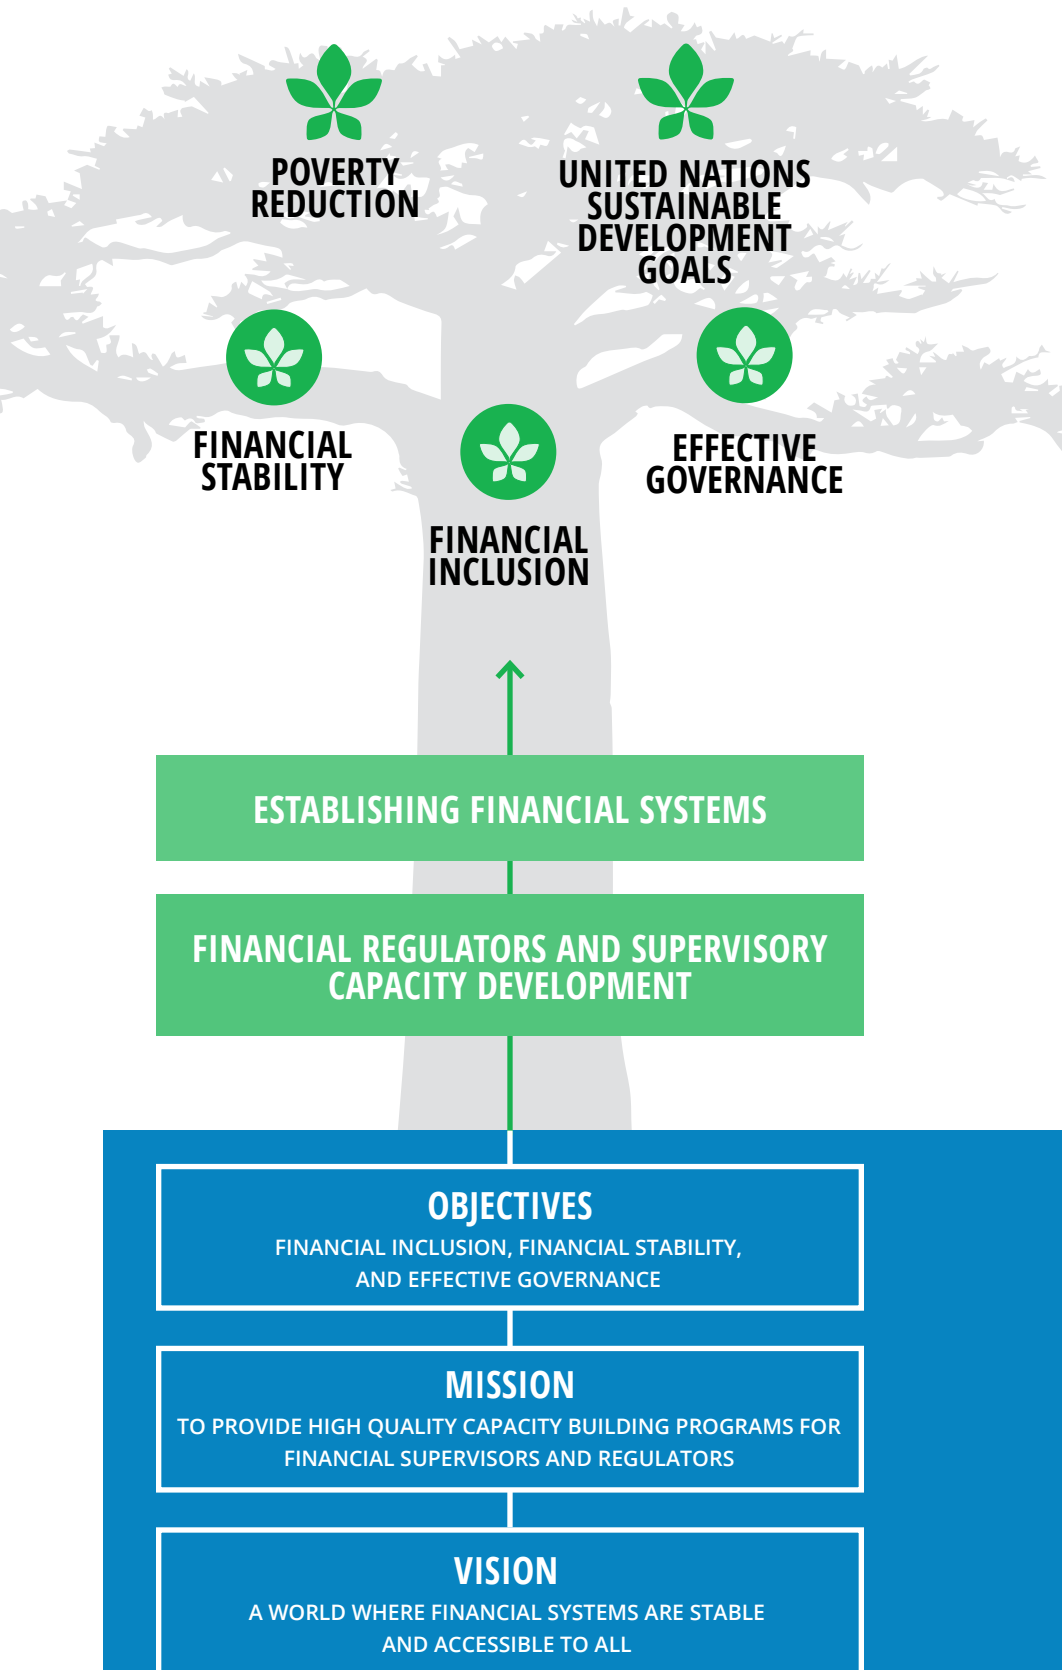 POVERTY
REDUCTION
UNITED NATIONS
SUSTAINABLE
DEVELOPMENT
GOALS
FINANCIAL
STABILITY
EFFECTIVE
GOVERNANCE
FINANCIAL
INCLUSION
ESTABLISHING FINANCIAL SYSTEMS
FINANCIAL REGULATORS AND SUPERVISORY
CAPACITY DEVELOPMENT
OBJECTIVES
FINANCIAL INCLUSION, FINANCIAL STABILITY,
AND EFFECTIVE GOVERNANCE
MISSION
TO PROVIDE HIGH QUALITY CAPACITY BUILDING PROGRAMS FOR
FINANCIAL SUPERVISORS AND REGULATORS
VISION
A WORLD WHERE FINANCIAL SYSTEMS ARE STABLE
AND ACCESSIBLE TO ALL